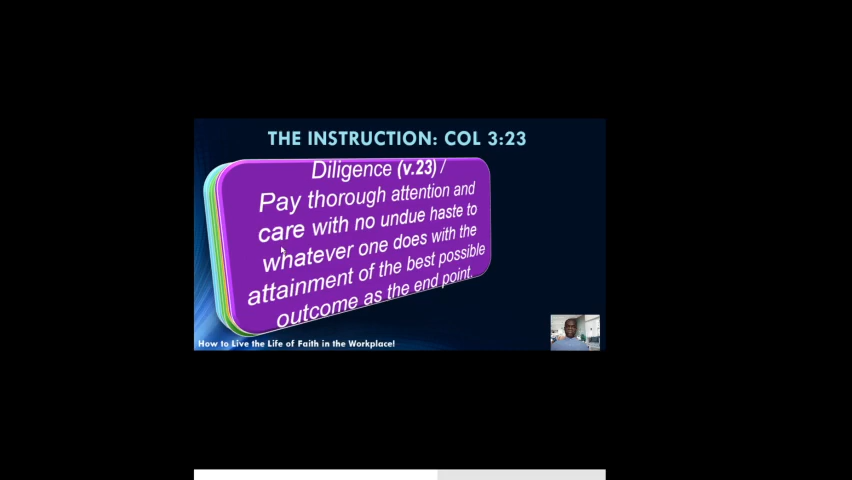 THE INSTRUCTION: COL 3:23
Diligence (v.23) /
Pay thorough attention and
care with no undue haste to
whatever one does with the
attainment of the best possible
outcome as the end point.
How to Live the Life of Faith in the Workplace!